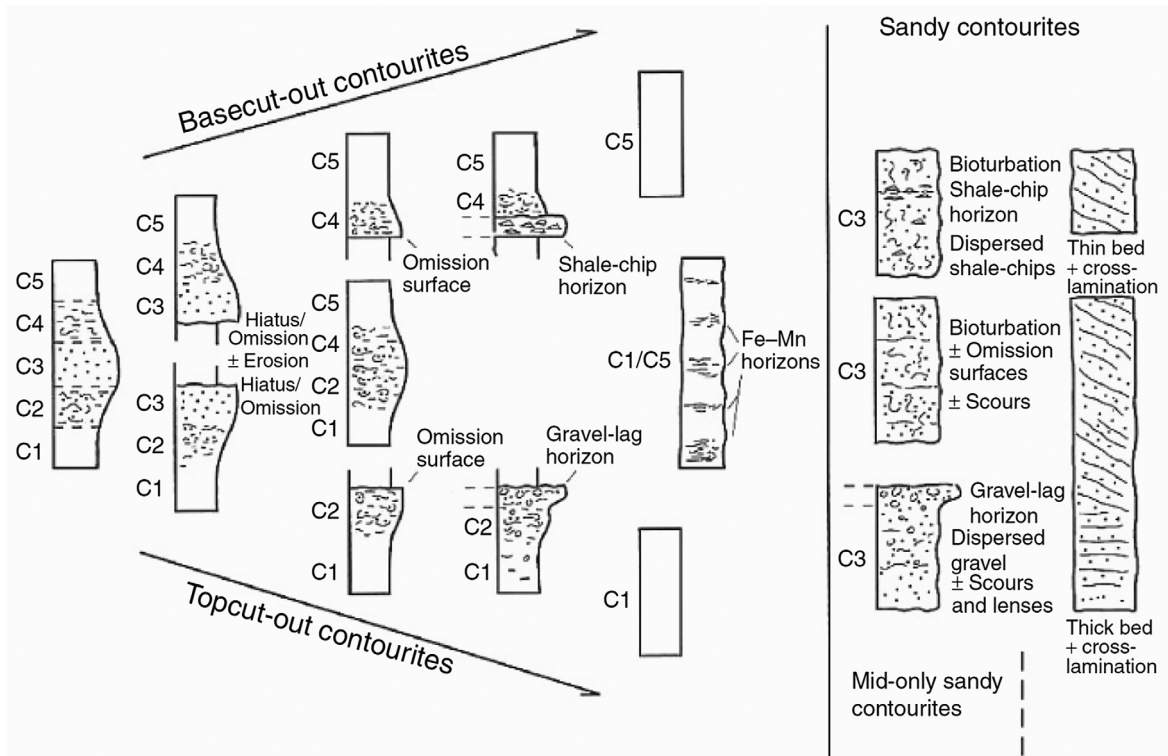 Basecut-out contourites
C5
C4
C3
C2
C1
C5
C4
C3
Hiatus/
Omission
± Erosion
Hiatus/
Omission
C3
C2
C1
C5
C4
Omission
surface
C5
C4
C2
C1
Omission
surface
C2
C1
C5
C4
Shale-chip
horizon
Gravel-lag
horizon
C2
C1
C5
C1/C5
Fe–Mn
horizons
C1
Topcut-out contourites
Sandy contourites
C3
Bioturbation
Shale-chip
horizon
Dispersed
shale-chips
Thin bed
+ cross-
lamination
C3
Bioturbation
± Omission
surfaces
± Scours
C3
Gravel-lag
horizon
Dispersed
gravel
± Scours
and lenses
Thick bed
+ cross-
lamination
Mid-only sandy
contourites